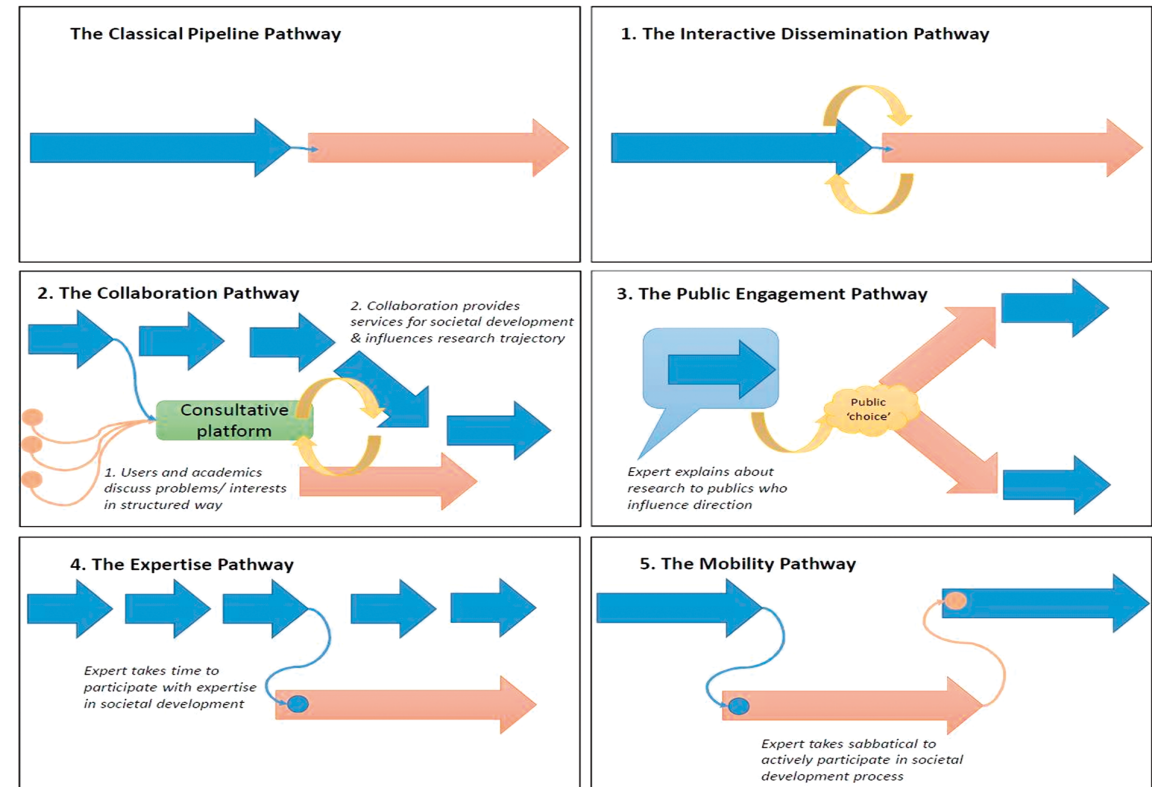 The Classical Pipeline Pathway
1. The Interactive Dissemination Pathway
2. The Collaboration Pathway
2. Collaboration provides
services for societal development
& influences research trajectory
Consultative
platform
1. Users and academics
discuss problems/ interests
in structured way
3. The Public Engagement Pathway
Public
‘choice’
Expert explains about
research to publics who
influence direction
4. The Expertise Pathway
Expert takes time to
participate with expertise
in societal development
5. The Mobility Pathway
Expert takes sabbatical to
actively participate in societal
development process